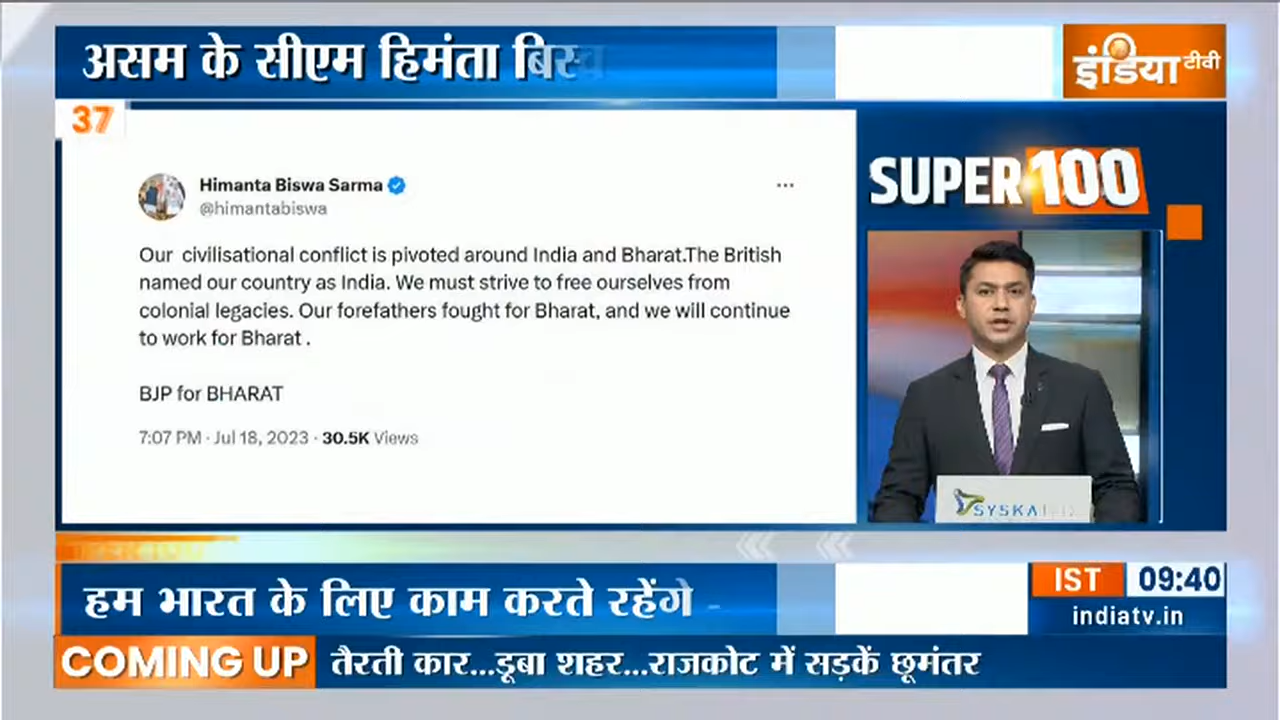 असम के सीएम हिमंता
इंडिया टीवी
37
Himanta Biswa Sarma
@himantabiswa
Our civilisational conflict is pivoted around India and Bharat.The British
named our country as India. We must strive to free ourselves from
colonial legacies. Our forefathers fought for Bharat, and we will continue
to work for Bharat .
BJP for BHARAT
7:07 PM · Jul 18, 2023 · 30.5K Views
SUPER 100
SYSKA
हम भारत के लिए काम करते रहेंगे -
IST 09:40
indiatv.in
COMING UP तैरती कार...डूबा शहर...राजकोट में सड़कें छूमंतर